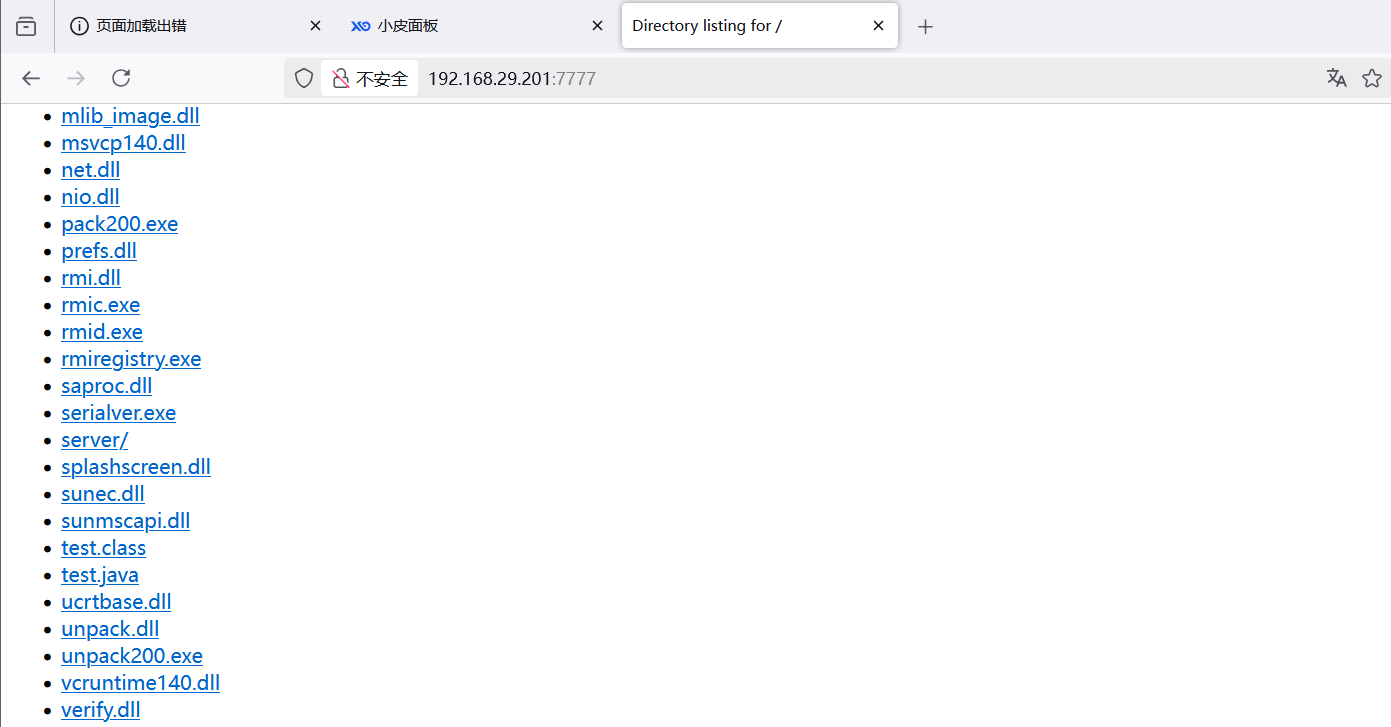 页面加载出错
小皮面板
Directory listing for /
不安全
192.168.29.201:7777
mlib_image.dll
msvcp140.dll
net.dll
nio.dll
pack200.exe
prefs.dll
rmi.dll
rmic.exe
rmid.exe
rmiregistry.exe
saproc.dll
serialver.exe
server/
splashscreen.dll
sunec.dll
sunmscapi.dll
test.class
test.java
ucrtbase.dll
unpack.dll
unpack200.exe
vcruntime140.dll
verify.dll